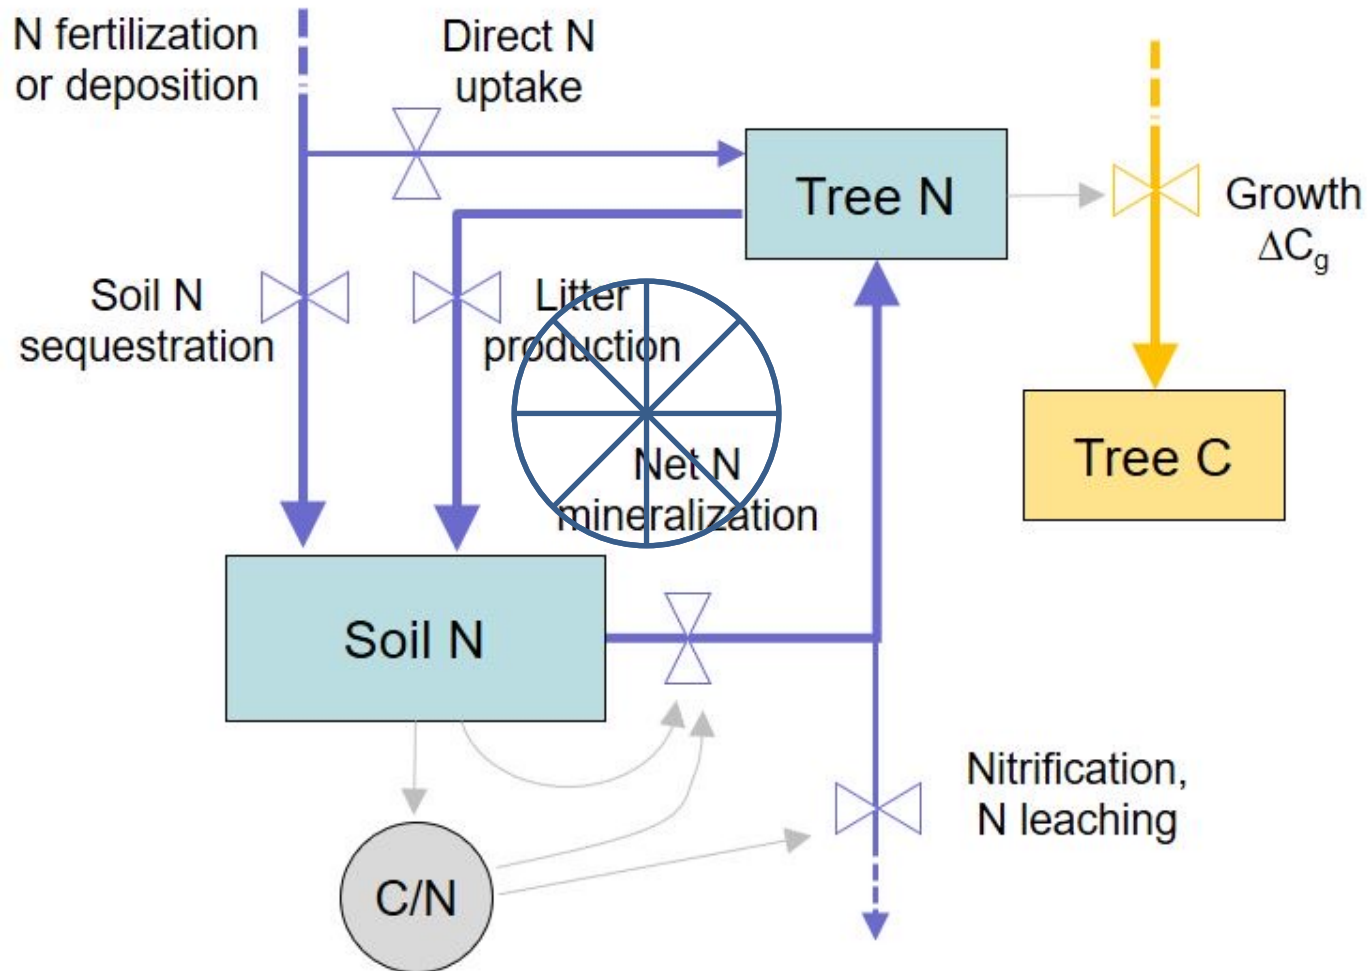 N fertilization
or deposition
Direct N
uptake
Tree N
Growth
ΔCg
Soil N
sequestration
Litter
production
Net N
mineralization
Tree C
Soil N
Nitrification,
N leaching
C/N